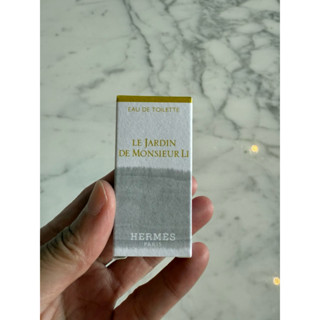 EAU DE TOILETTE
LE JARDIN
DE MONSIEUR LI
HERMÈS
PARIS